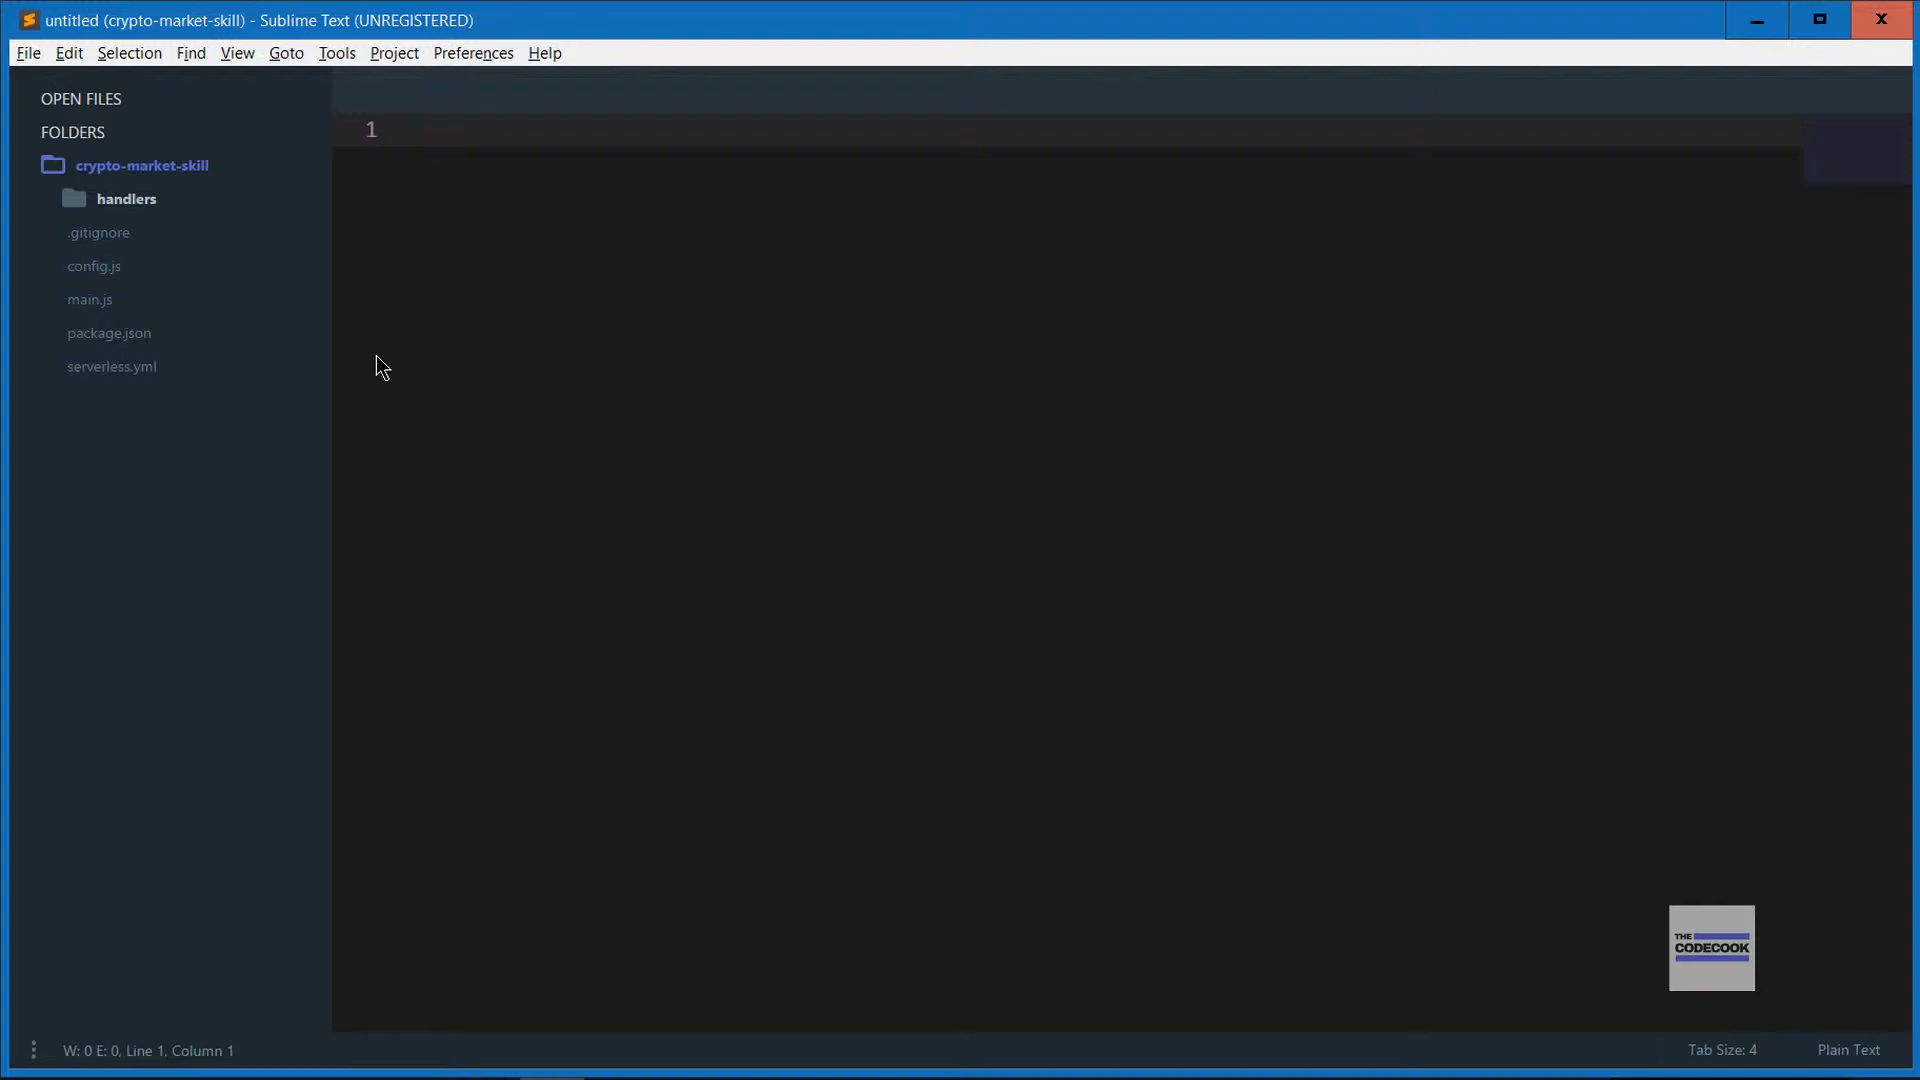 untitled (crypto-market-skill) - Sublime Text (UNREGISTERED)
File Edit Selection Find View Goto Tools Project Preferences Help
OPEN FILES
FOLDERS
crypto-market-skill
handlers
.gitignore
config.js
main.js
package.json
serverless.yml
1
THE
CODECOOK
W: 0 E: 0, Line 1, Column 1
Tab Size: 4
Plain Text